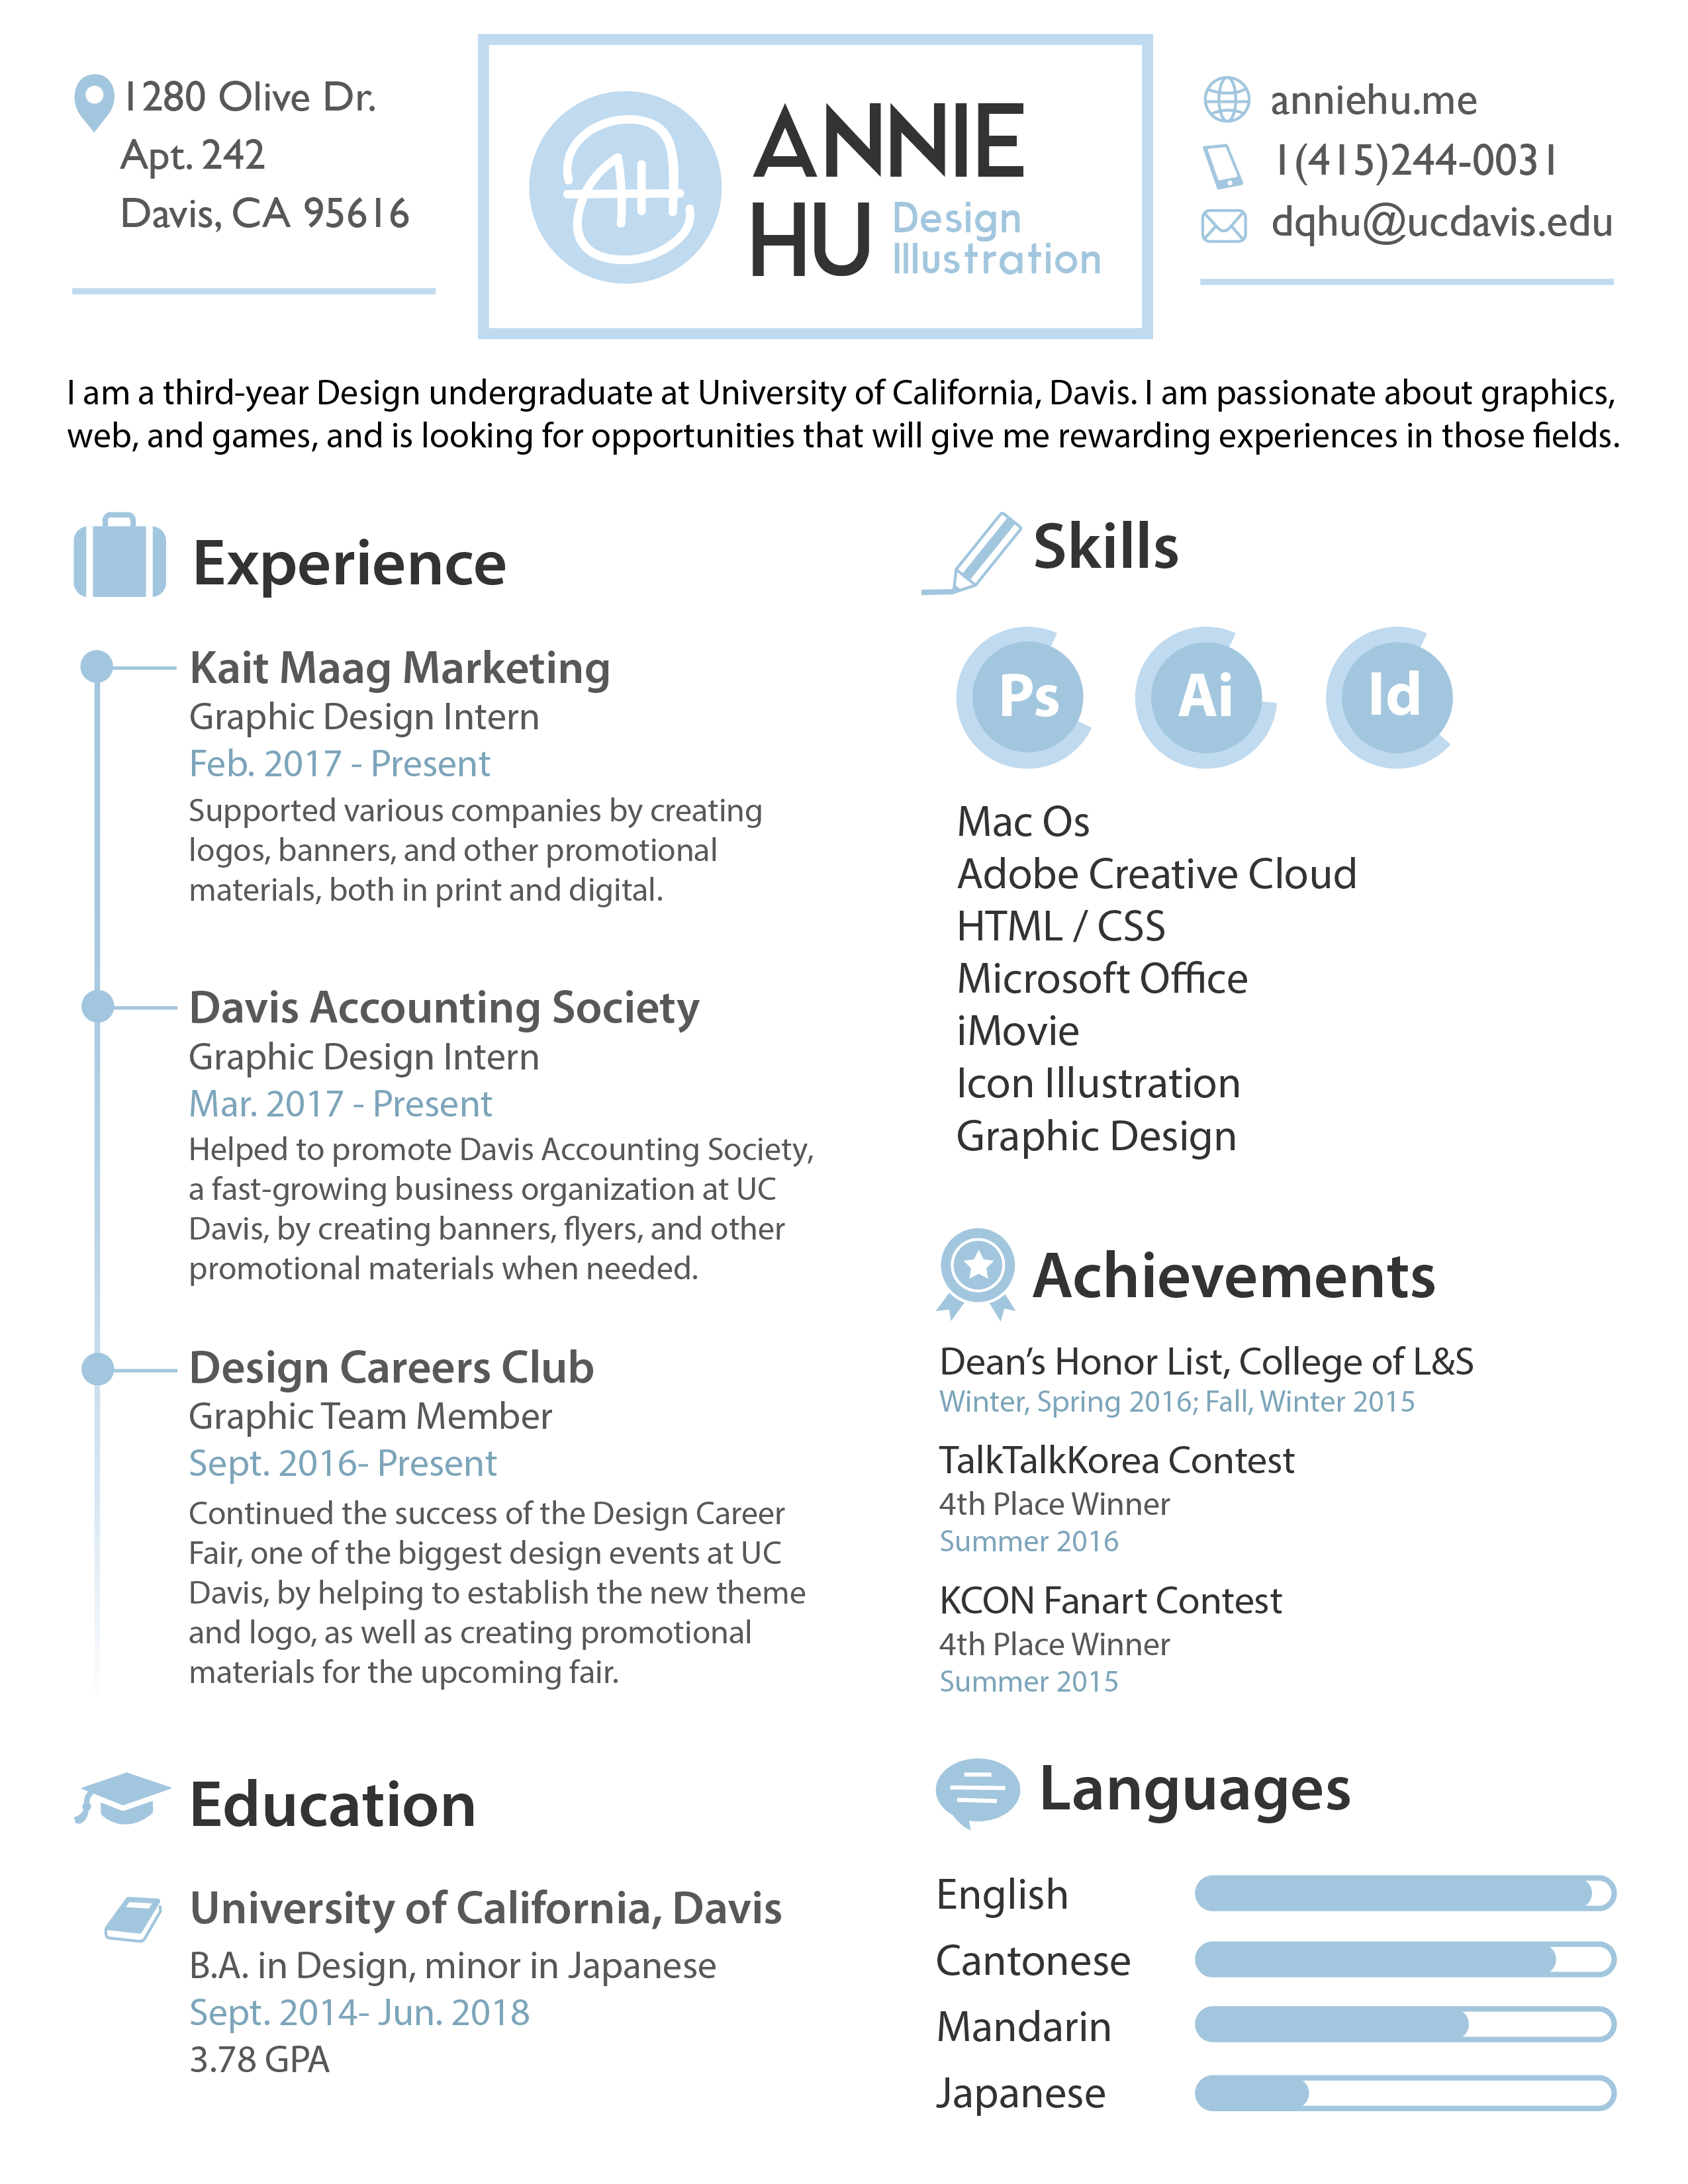 1280 Olive Dr.
Apt. 242
Davis, CA 95616
AH
ANNIE
HU
Design
Illustration
anniehu.me
1(415)244-0031
dqhu@ucdavis.edu
I am a third-year Design undergraduate at University of California, Davis. I am passionate about graphics,
web, and games, and is looking for opportunities that will give me rewarding experiences in those fields.
Experience
Kait Maag Marketing
Graphic Design Intern
Feb. 2017 - Present
Supported various companies by creating
logos, banners, and other promotional
materials, both in print and digital.
Davis Accounting Society
Graphic Design Intern
Mar. 2017 - Present
Helped to promote Davis Accounting Society,
a fast-growing business organization at UC
Davis, by creating banners, flyers, and other
promotional materials when needed.
Design Careers Club
Graphic Team Member
Sept. 2016- Present
Continued the success of the Design Career
Fair, one of the biggest design events at UC
Davis, by helping to establish the new theme
and logo, as well as creating promotional
materials for the upcoming fair.
Education
University of California, Davis
B.A. in Design, minor in Japanese
Sept. 2014- Jun. 2018
3.78 GPA
Skills
Ps Ai Id
Mac Os
Adobe Creative Cloud
HTML / CSS
Microsoft Office
iMovie
Icon Illustration
Graphic Design
Achievements
Dean’s Honor List, College of L&S
Winter, Spring 2016; Fall, Winter 2015
TalkTalkKorea Contest
4th Place Winner
Summer 2016
KCON Fanart Contest
4th Place Winner
Summer 2015
Languages
English
Cantonese
Mandarin
Japanese